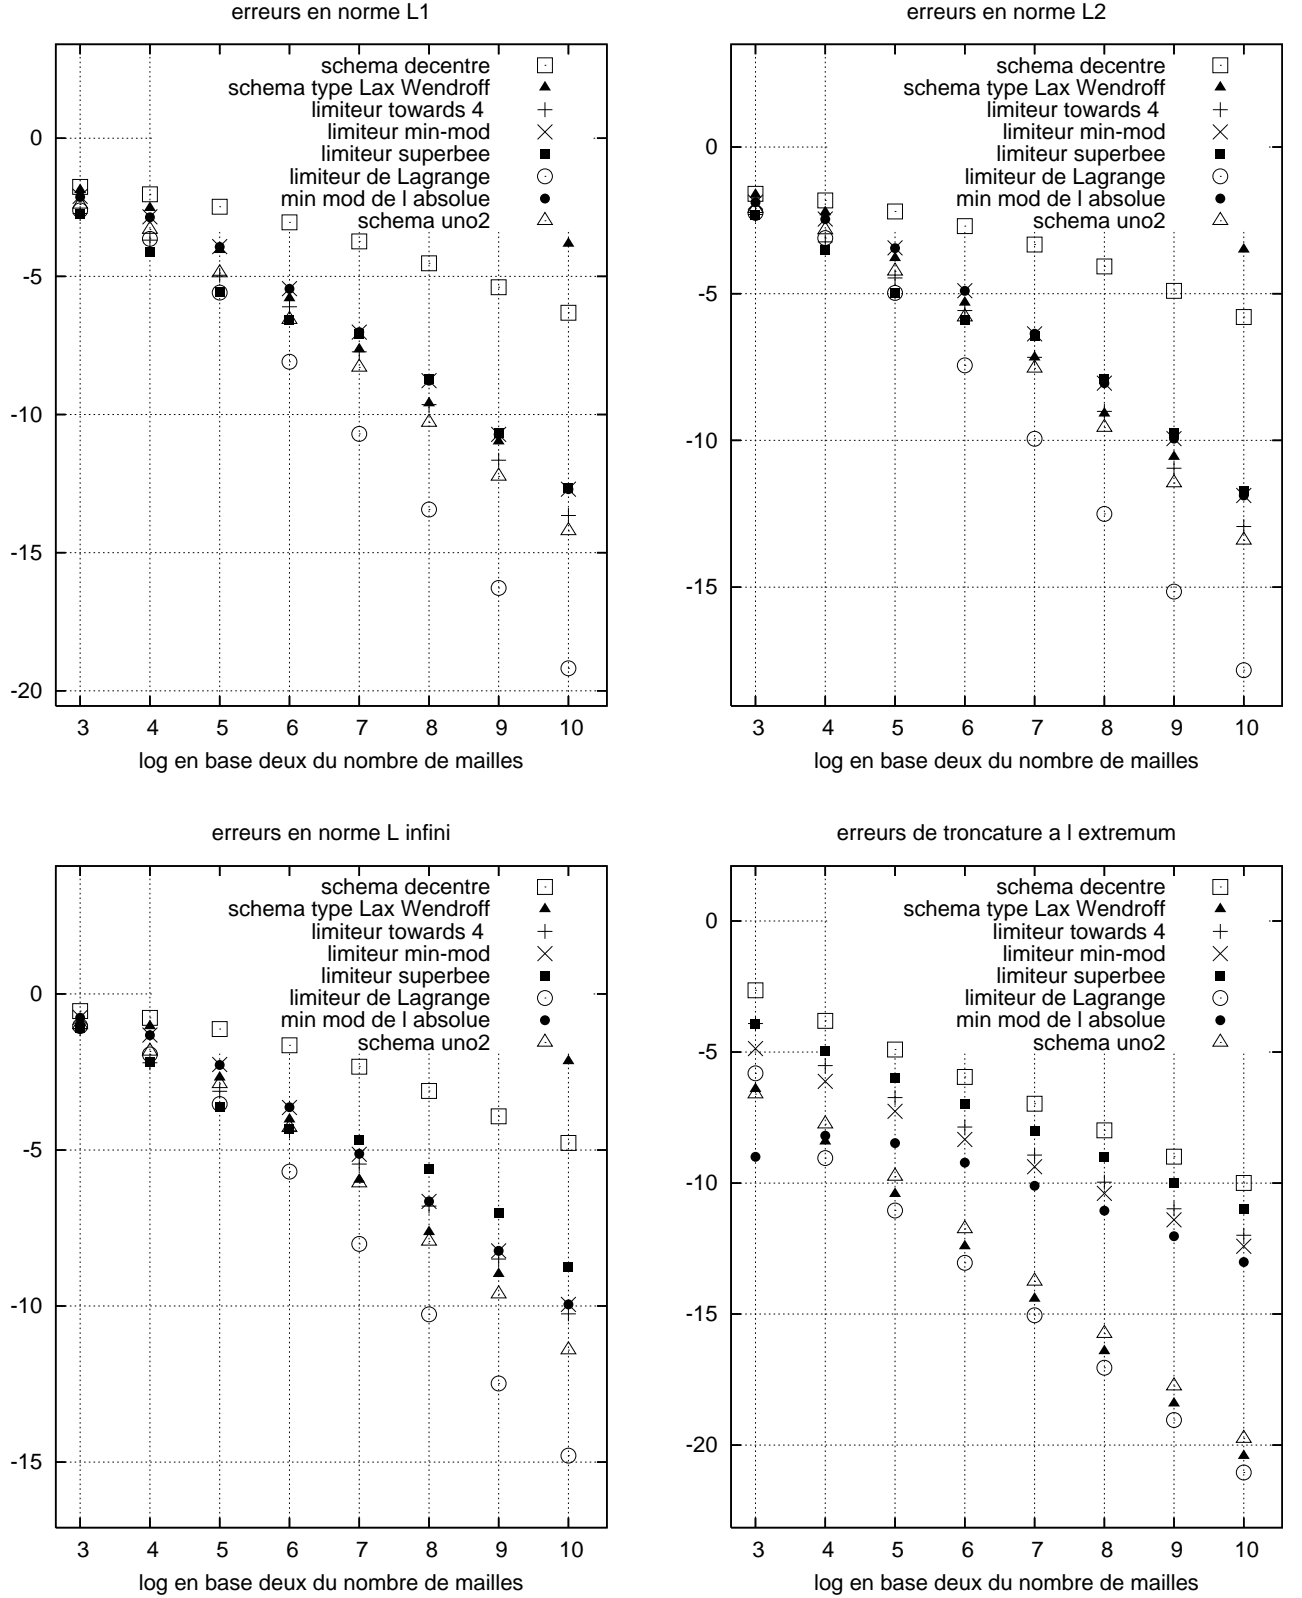 erreurs en norme L1
schema decentre
schema type Lax Wendroff
limiteur towards 4
limiteur min-mod
limiteur superbee
limiteur de Lagrange
min mod de l absolue
schema uno2
0
-5
-10
-15
-20
3 4 5 6 7 8 9 10
log en base deux du nombre de mailles
erreurs en norme L2
schema decentre
schema type Lax Wendroff
limiteur towards 4
limiteur min-mod
limiteur superbee
limiteur de Lagrange
min mod de l absolue
schema uno2
0
-5
-10
-15
3 4 5 6 7 8 9 10
log en base deux du nombre de mailles
erreurs en norme L infini
schema decentre
schema type Lax Wendroff
limiteur towards 4
limiteur min-mod
limiteur superbee
limiteur de Lagrange
min mod de l absolue
schema uno2
0
-5
-10
-15
3 4 5 6 7 8 9 10
log en base deux du nombre de mailles
erreurs de troncature a l extremum
schema decentre
schema type Lax Wendroff
limiteur towards 4
limiteur min-mod
limiteur superbee
limiteur de Lagrange
min mod de l absolue
schema uno2
0
-5
-10
-15
-20
3 4 5 6 7 8 9 10
log en base deux du nombre de mailles